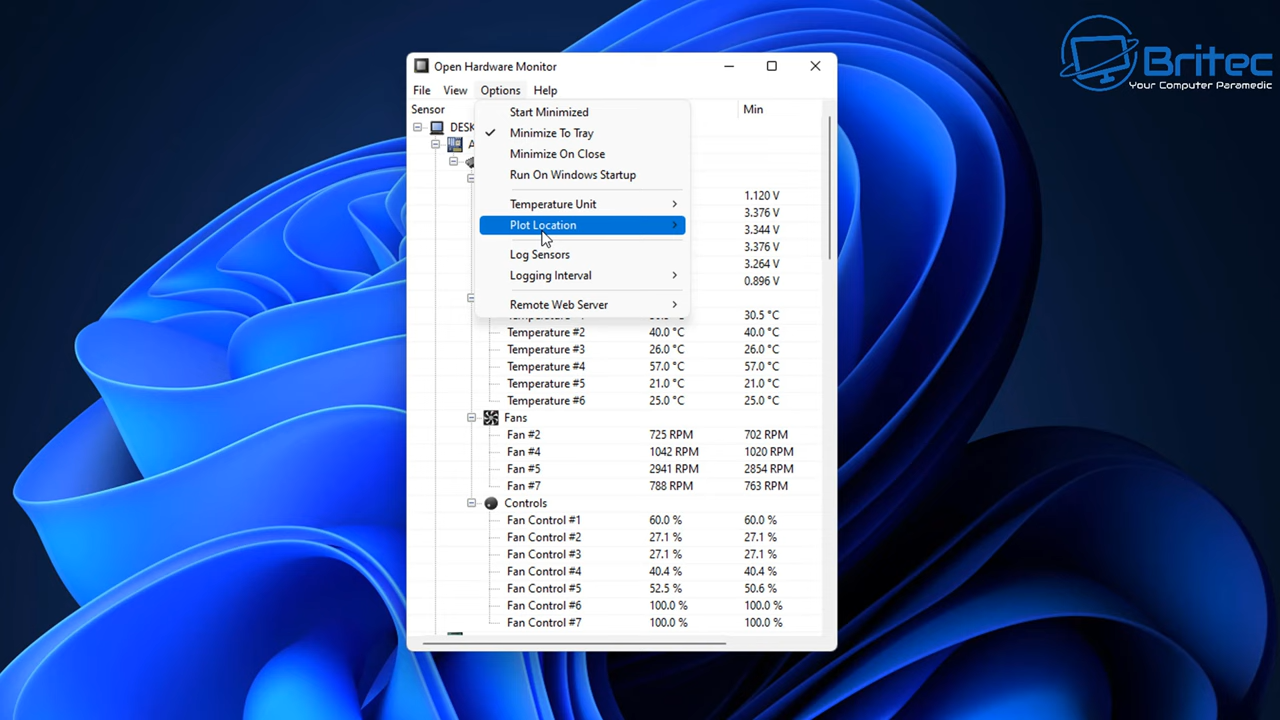 Britec
Your Computer Paramedic
Open Hardware Monitor
File View Options Help
Sensor Min
DESK
Start Minimized
Minimize To Tray
Minimize On Close
Run On Windows Startup
Temperature Unit
Plot Location
Log Sensors
Logging Interval
Remote Web Server
1.120 V
3.376 V
3.344 V
3.376 V
3.264 V
0.896 V
30.5 °C
Temperature #2 40.0 °C 40.0 °C
Temperature #3 26.0 °C 26.0 °C
Temperature #4 57.0 °C 57.0 °C
Temperature #5 21.0 °C 21.0 °C
Temperature #6 25.0 °C 25.0 °C
Fans
Fan #2 725 RPM 702 RPM
Fan #4 1042 RPM 1020 RPM
Fan #5 2941 RPM 2854 RPM
Fan #7 788 RPM 763 RPM
Controls
Fan Control #1 60.0 % 60.0 %
Fan Control #2 27.1 % 27.1 %
Fan Control #3 27.1 % 27.1 %
Fan Control #4 40.4 % 40.4 %
Fan Control #5 52.5 % 50.6 %
Fan Control #6 100.0 % 100.0 %
Fan Control #7 100.0 % 100.0 %